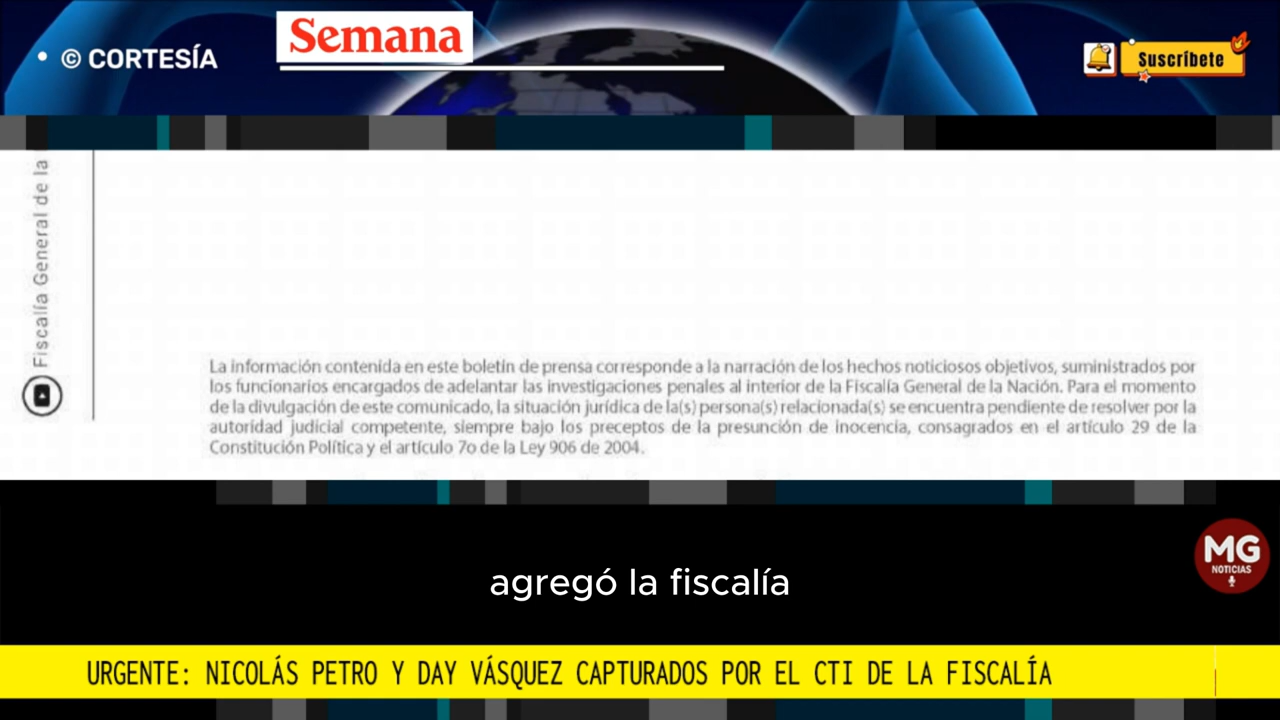 • © CORTESÍA
Semana
Suscríbete
Fiscalía General de la
La información contenida en este boletín de prensa corresponde a la narración de los hechos noticiosos objetivos, suministrados por
los funcionarios encargados de adelantar las investigaciones penales al interior de la Fiscalía General de la Nación. Para el momento
de la divulgación de este comunicado, la situación jurídica de la(s) persona(s) relacionada(s) se encuentra pendiente de resolver por la
autoridad judicial competente, siempre bajo los preceptos de la presunción de inocencia, consagrados en el artículo 29 de la
Constitución Política y el artículo 7o de la Ley 906 de 2004.
MG
NOTICIAS
agregó la fiscalía
URGENTE: NICOLÁS PETRO Y DAY VÁSQUEZ CAPTURADOS POR EL CTI DE LA FISCALÍA